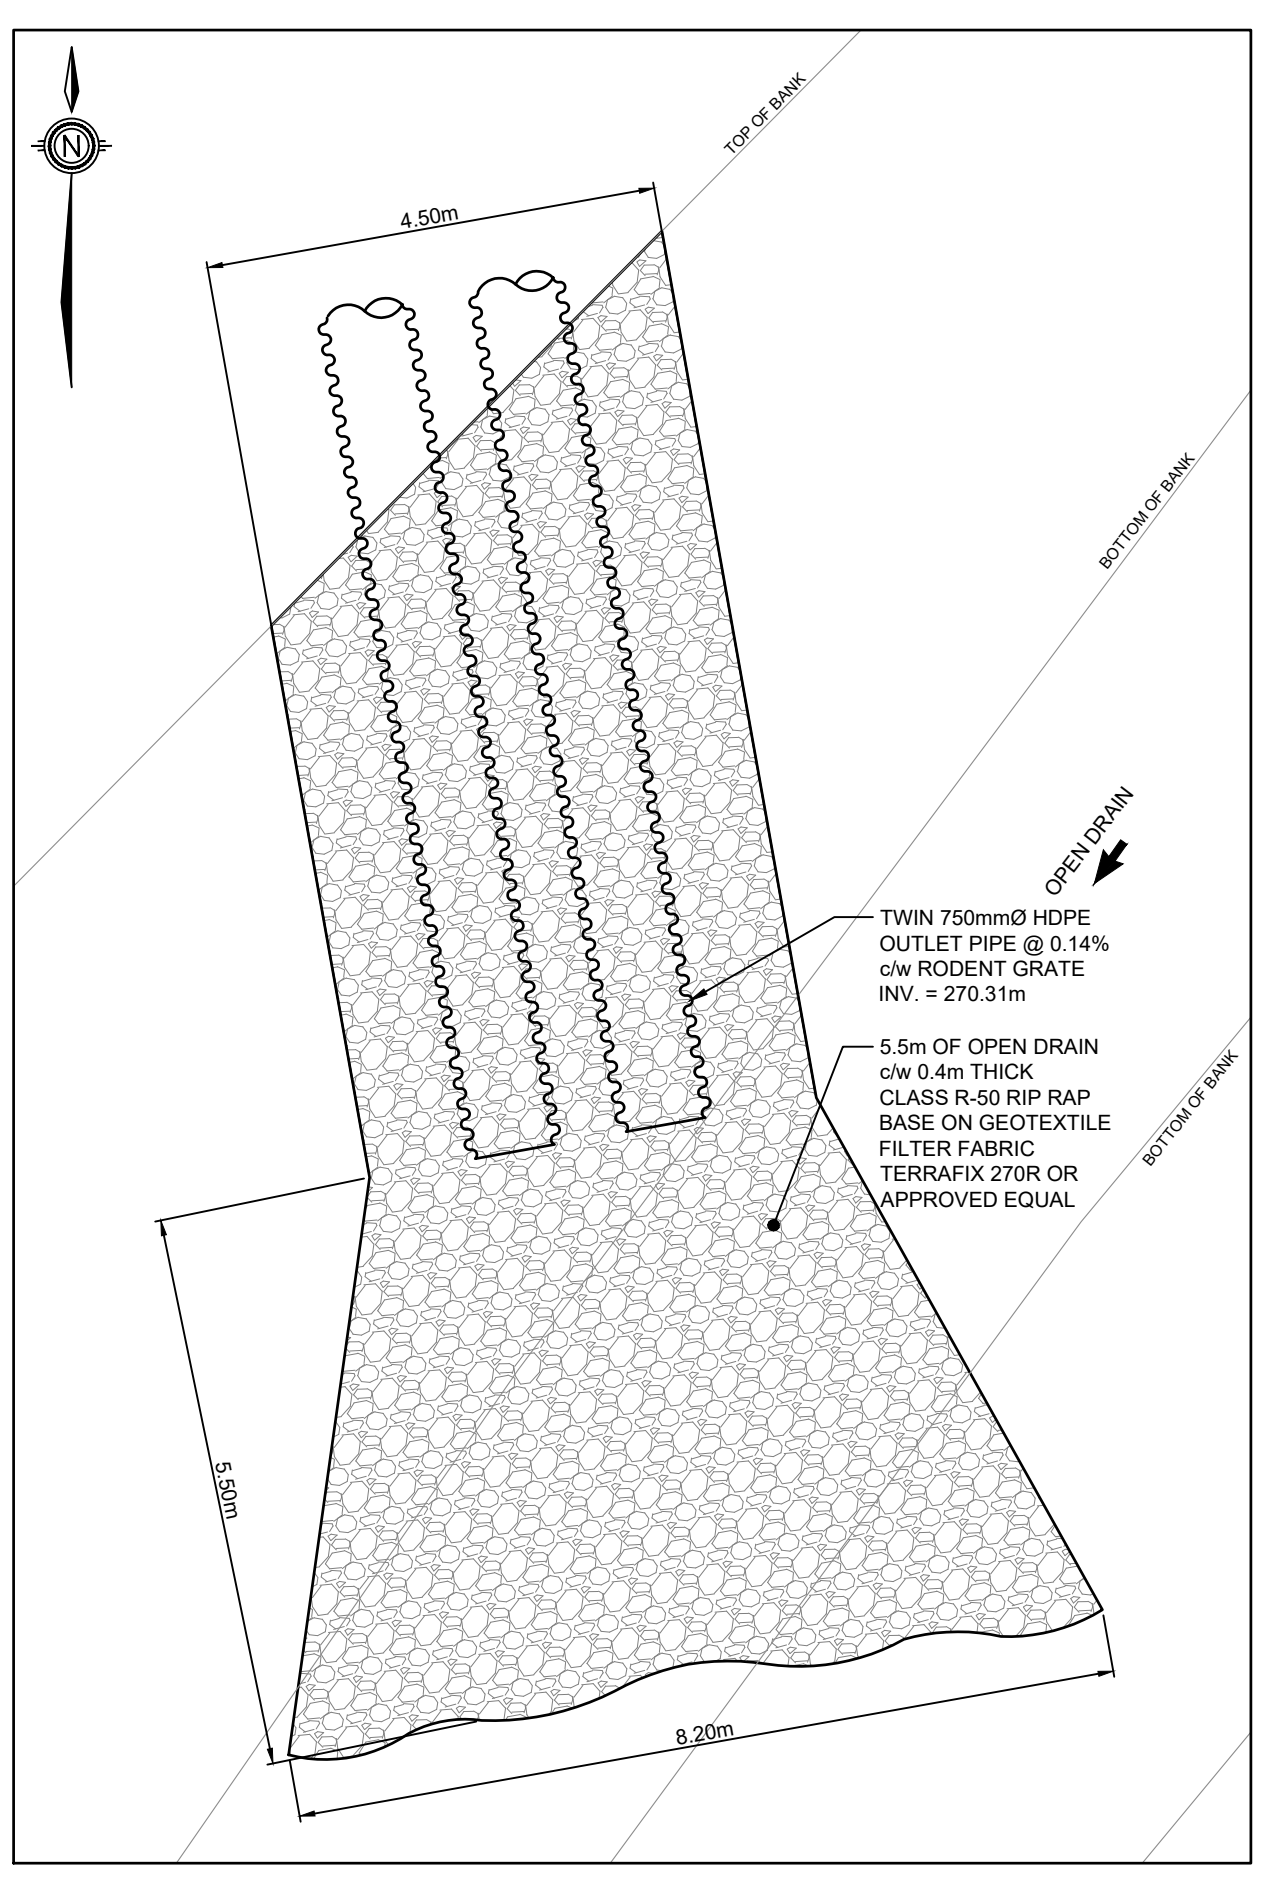 TOP OF BANK
N
4.50m
BOTTOM OF BANK
OPEN DRAIN
TWIN 750mmØ HDPE
OUTLET PIPE @ 0.14%
c/w RODENT GRATE
INV. = 270.31m
5.5m OF OPEN DRAIN
c/w 0.4m THICK
CLASS R-50 RIP RAP
BASE ON GEOTEXTILE
FILTER FABRIC
TERRAFIX 270R OR
APPROVED EQUAL
BOTTOM OF BANK
5.50m
8.20m